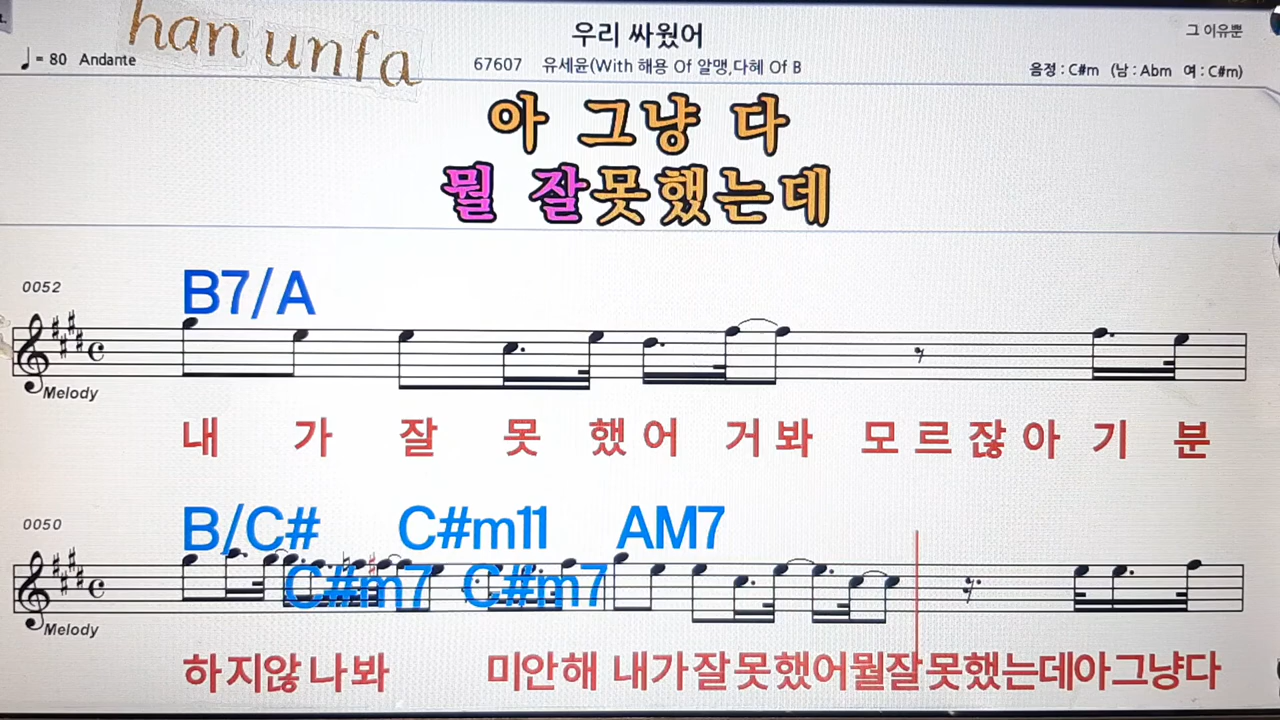 han unfa
우리 싸웠어
그 이유뿐
♩= 80 Andante
67607 유세윤(With 해용 Of 알맹,다혜 Of B
음정 : C#m (남 : Abm 여 : C#m)
아 그냥 다
뭘 잘못했는데
0052
B7/A
Melody
내 가 잘 못 했 어 거 봐 모 르 잖 아 기 분
0050
B/C# C#m11 AM7
C#m7 C#m7
Melody
하지않나봐 미안해 내가잘못했어뭘잘못했는데아그냥다